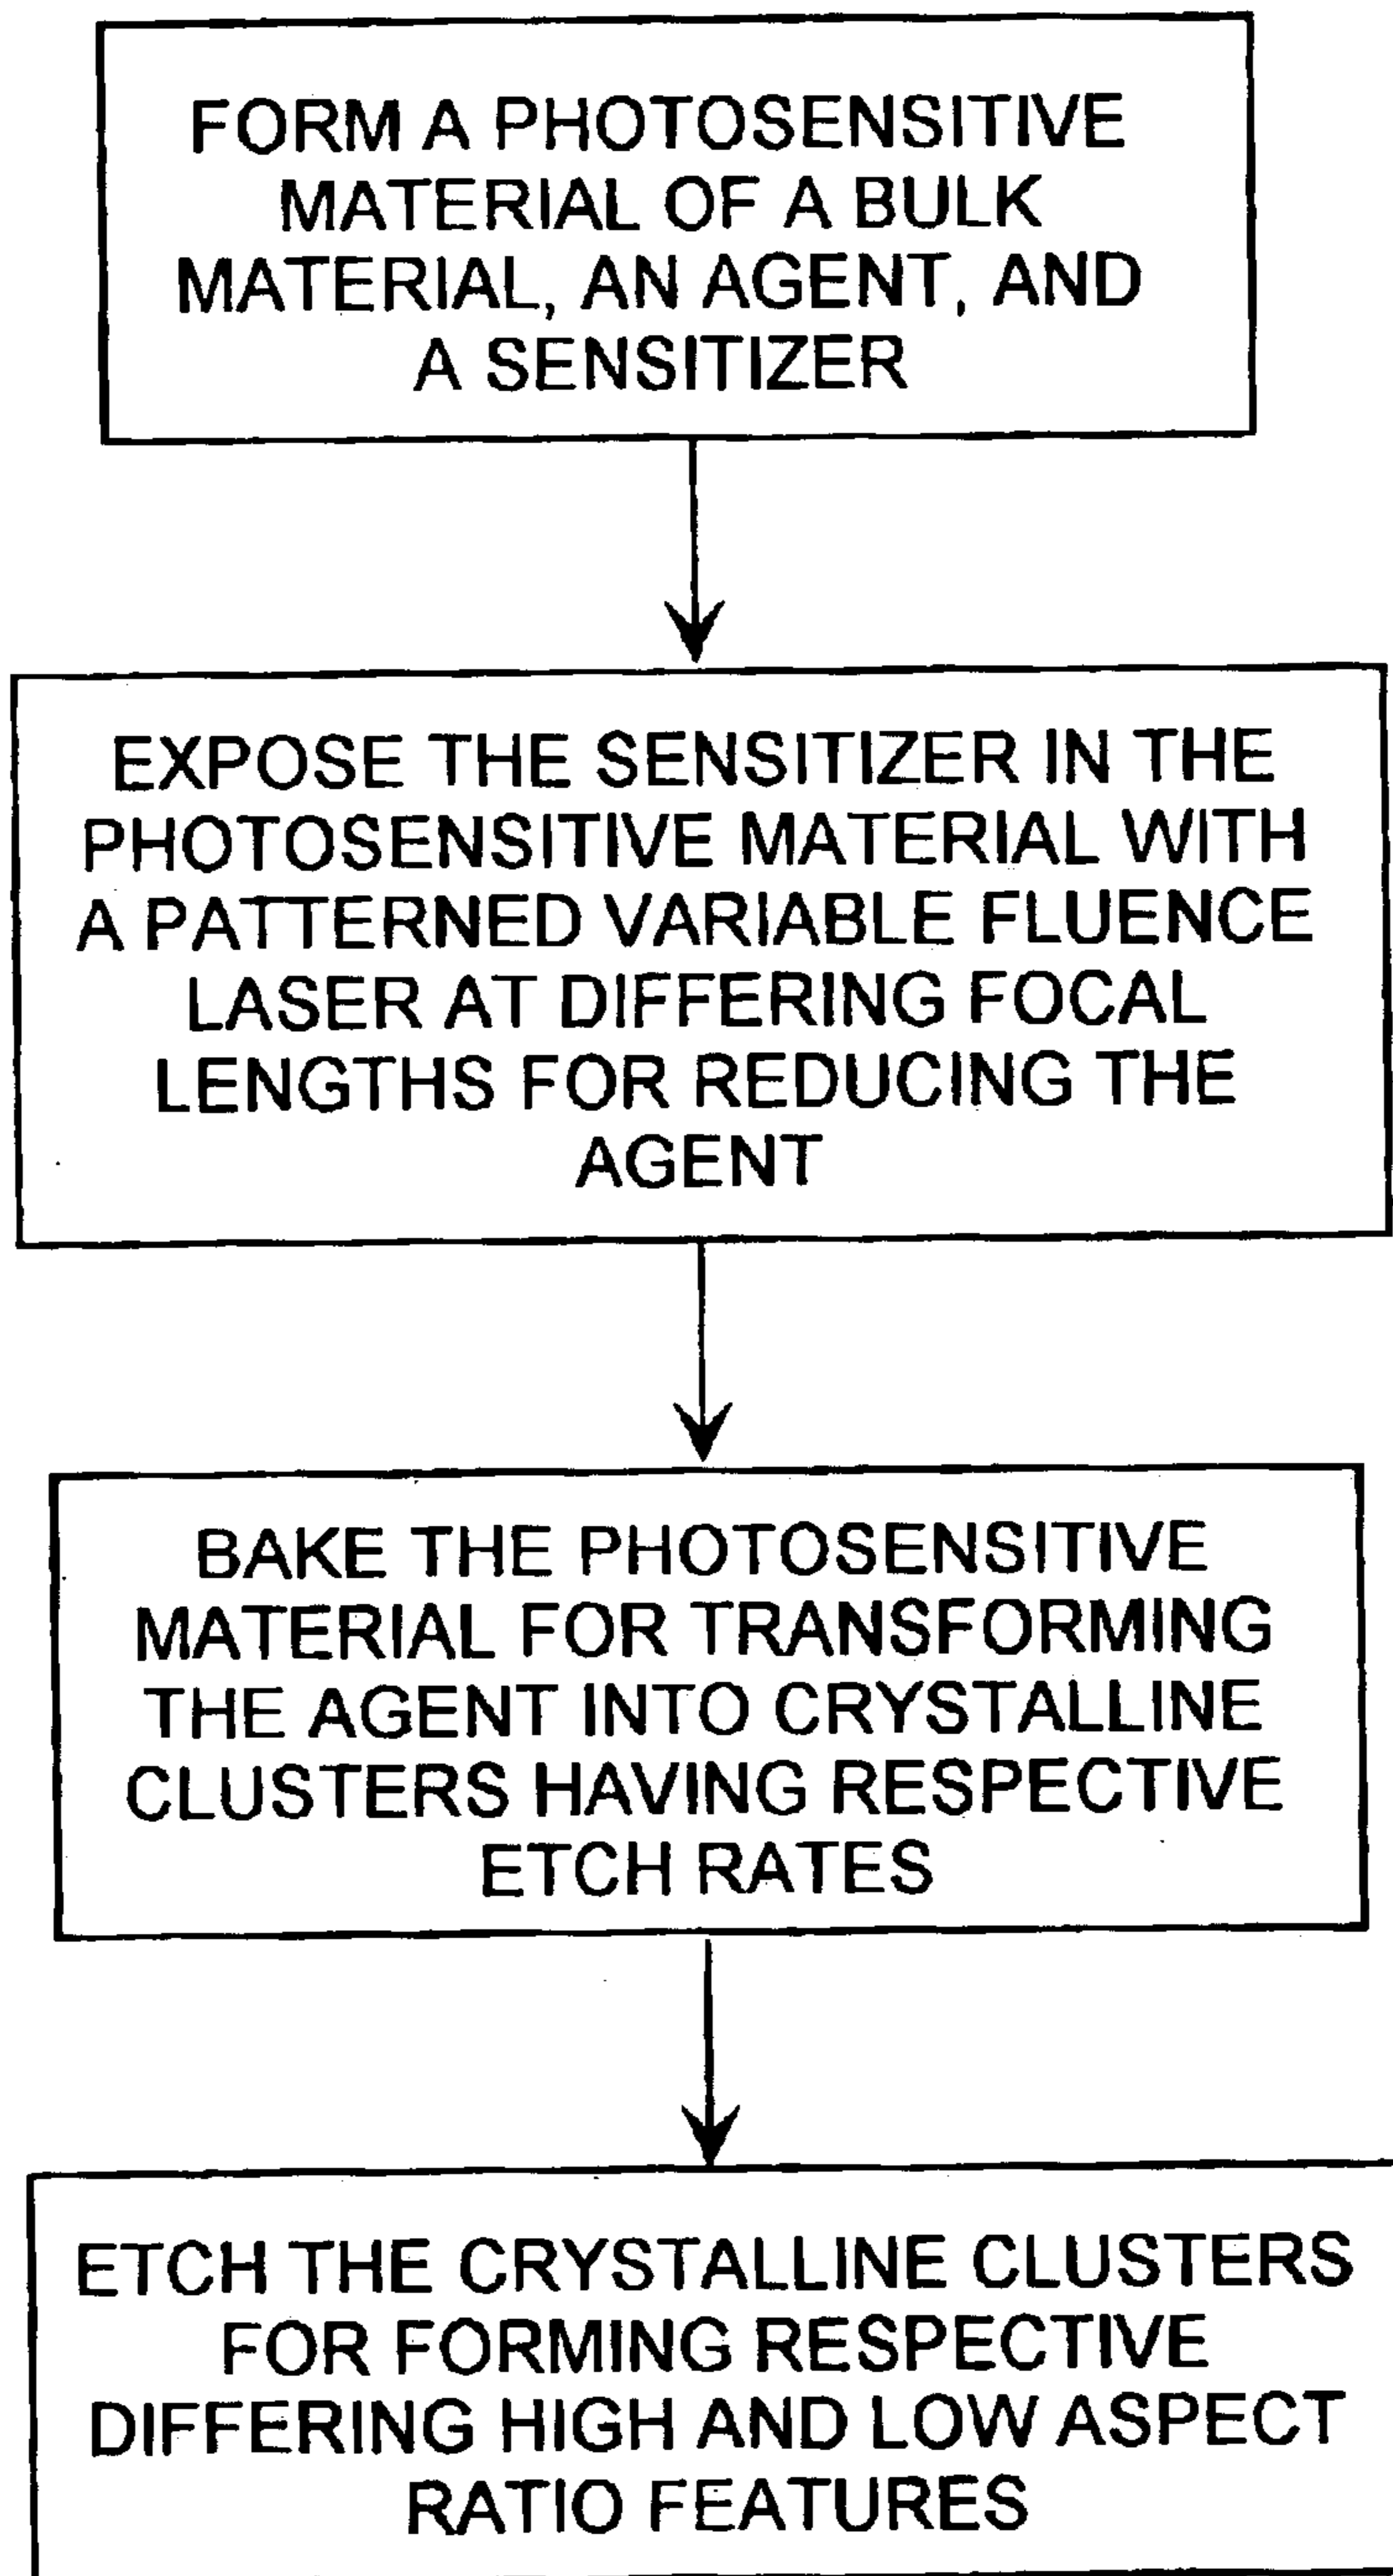 FORM A PHOTOSENSITIVE
MATERIAL OF A BULK
MATERIAL, AN AGENT, AND
A SENSITIZER
EXPOSE THE SENSITIZER IN THE
PHOTOSENSITIVE MATERIAL WITH
A PATTERNED VARIABLE FLUENCE
LASER AT DIFFERING FOCAL
LENGTHS FOR REDUCING THE
AGENT
BAKE THE PHOTOSENSITIVE
MATERIAL FOR TRANSFORMING
THE AGENT INTO CRYSTALLINE
CLUSTERS HAVING RESPECTIVE
ETCH RATES
ETCH THE CRYSTALLINE CLUSTERS
FOR FORMING RESPECTIVE
DIFFERING HIGH AND LOW ASPECT
RATIO FEATURES